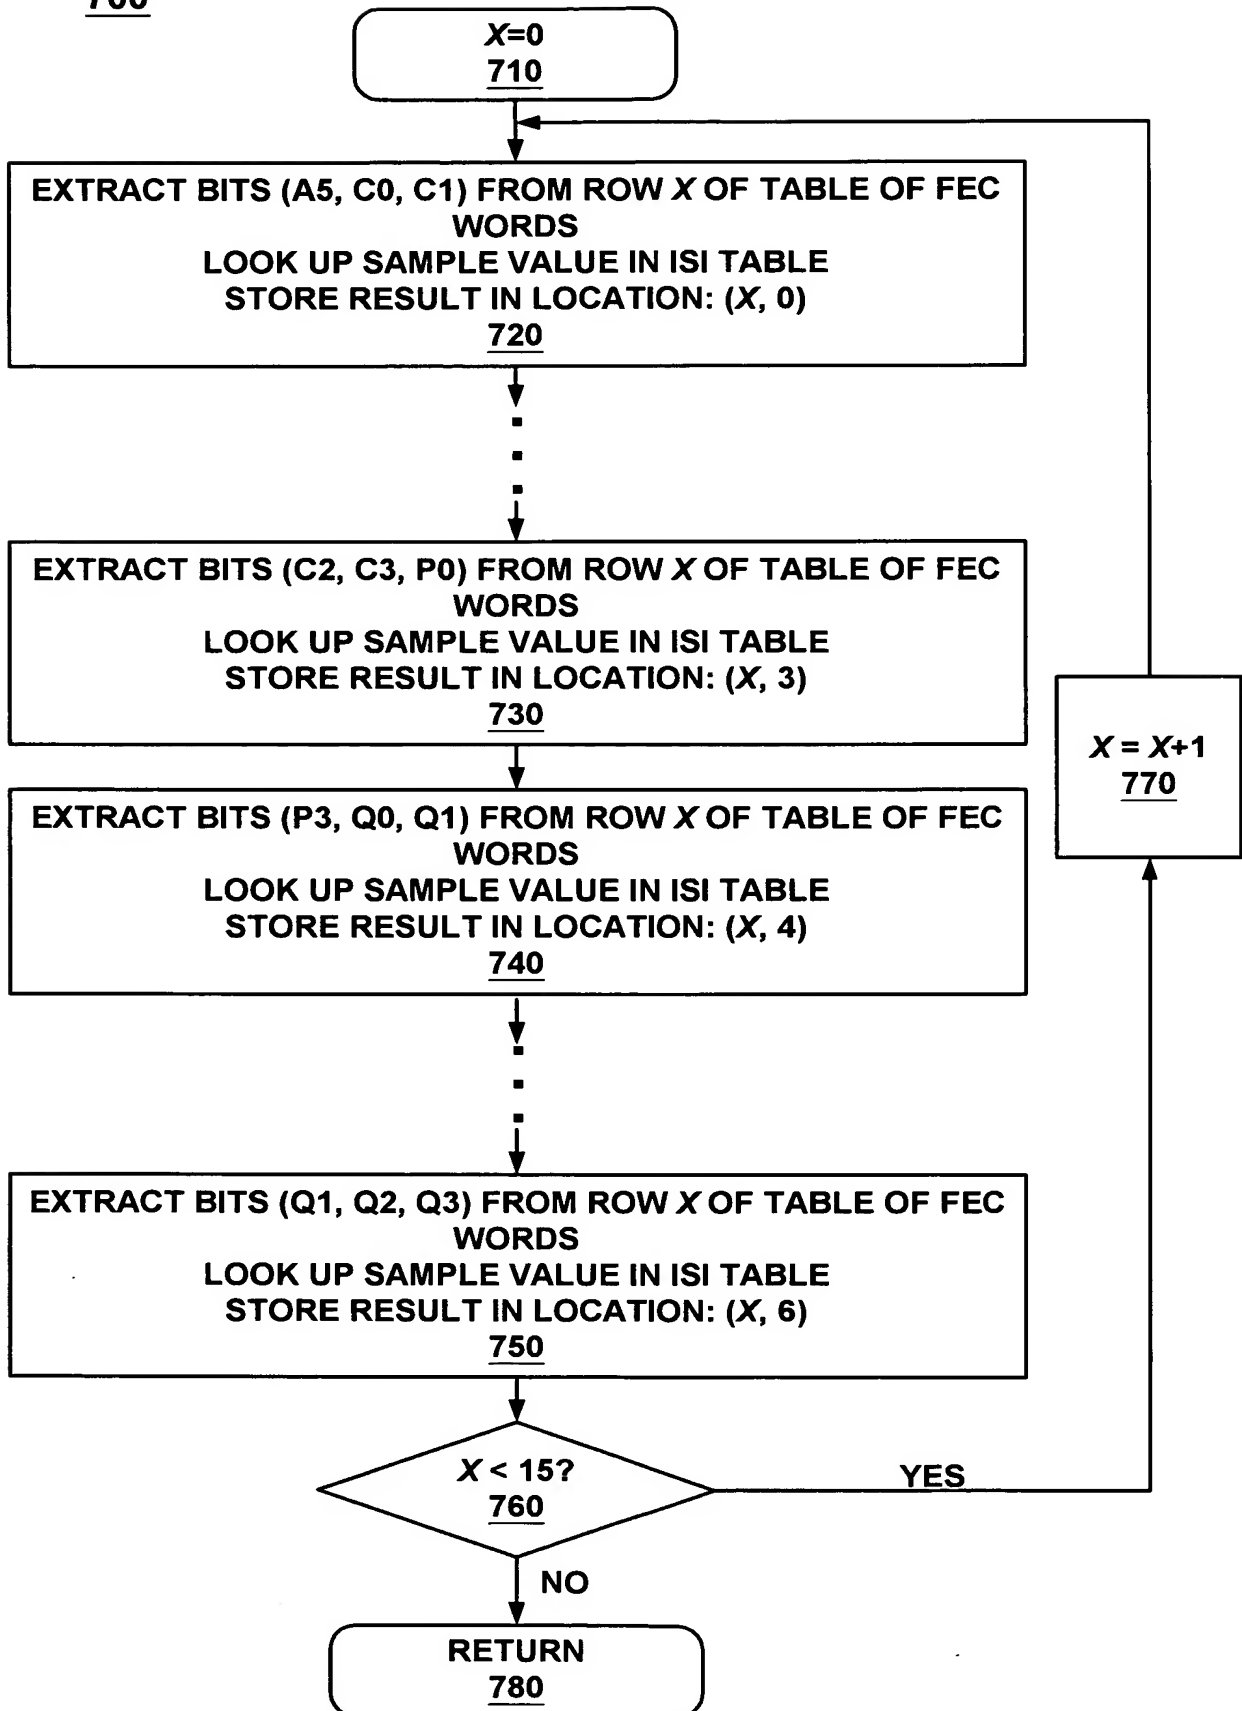 700
X=0
710
EXTRACT BITS (A5, C0, C1) FROM ROW X OF TABLE OF FEC
WORDS
LOOK UP SAMPLE VALUE IN ISI TABLE
STORE RESULT IN LOCATION: (X, 0)
720
EXTRACT BITS (C2, C3, P0) FROM ROW X OF TABLE OF FEC
WORDS
LOOK UP SAMPLE VALUE IN ISI TABLE
STORE RESULT IN LOCATION: (X, 3)
730
X = X+1
770
EXTRACT BITS (P3, Q0, Q1) FROM ROW X OF TABLE OF FEC
WORDS
LOOK UP SAMPLE VALUE IN ISI TABLE
STORE RESULT IN LOCATION: (X, 4)
740
EXTRACT BITS (Q1, Q2, Q3) FROM ROW X OF TABLE OF FEC
WORDS
LOOK UP SAMPLE VALUE IN ISI TABLE
STORE RESULT IN LOCATION: (X, 6)
750
X < 15?
760
YES
NO
RETURN
780